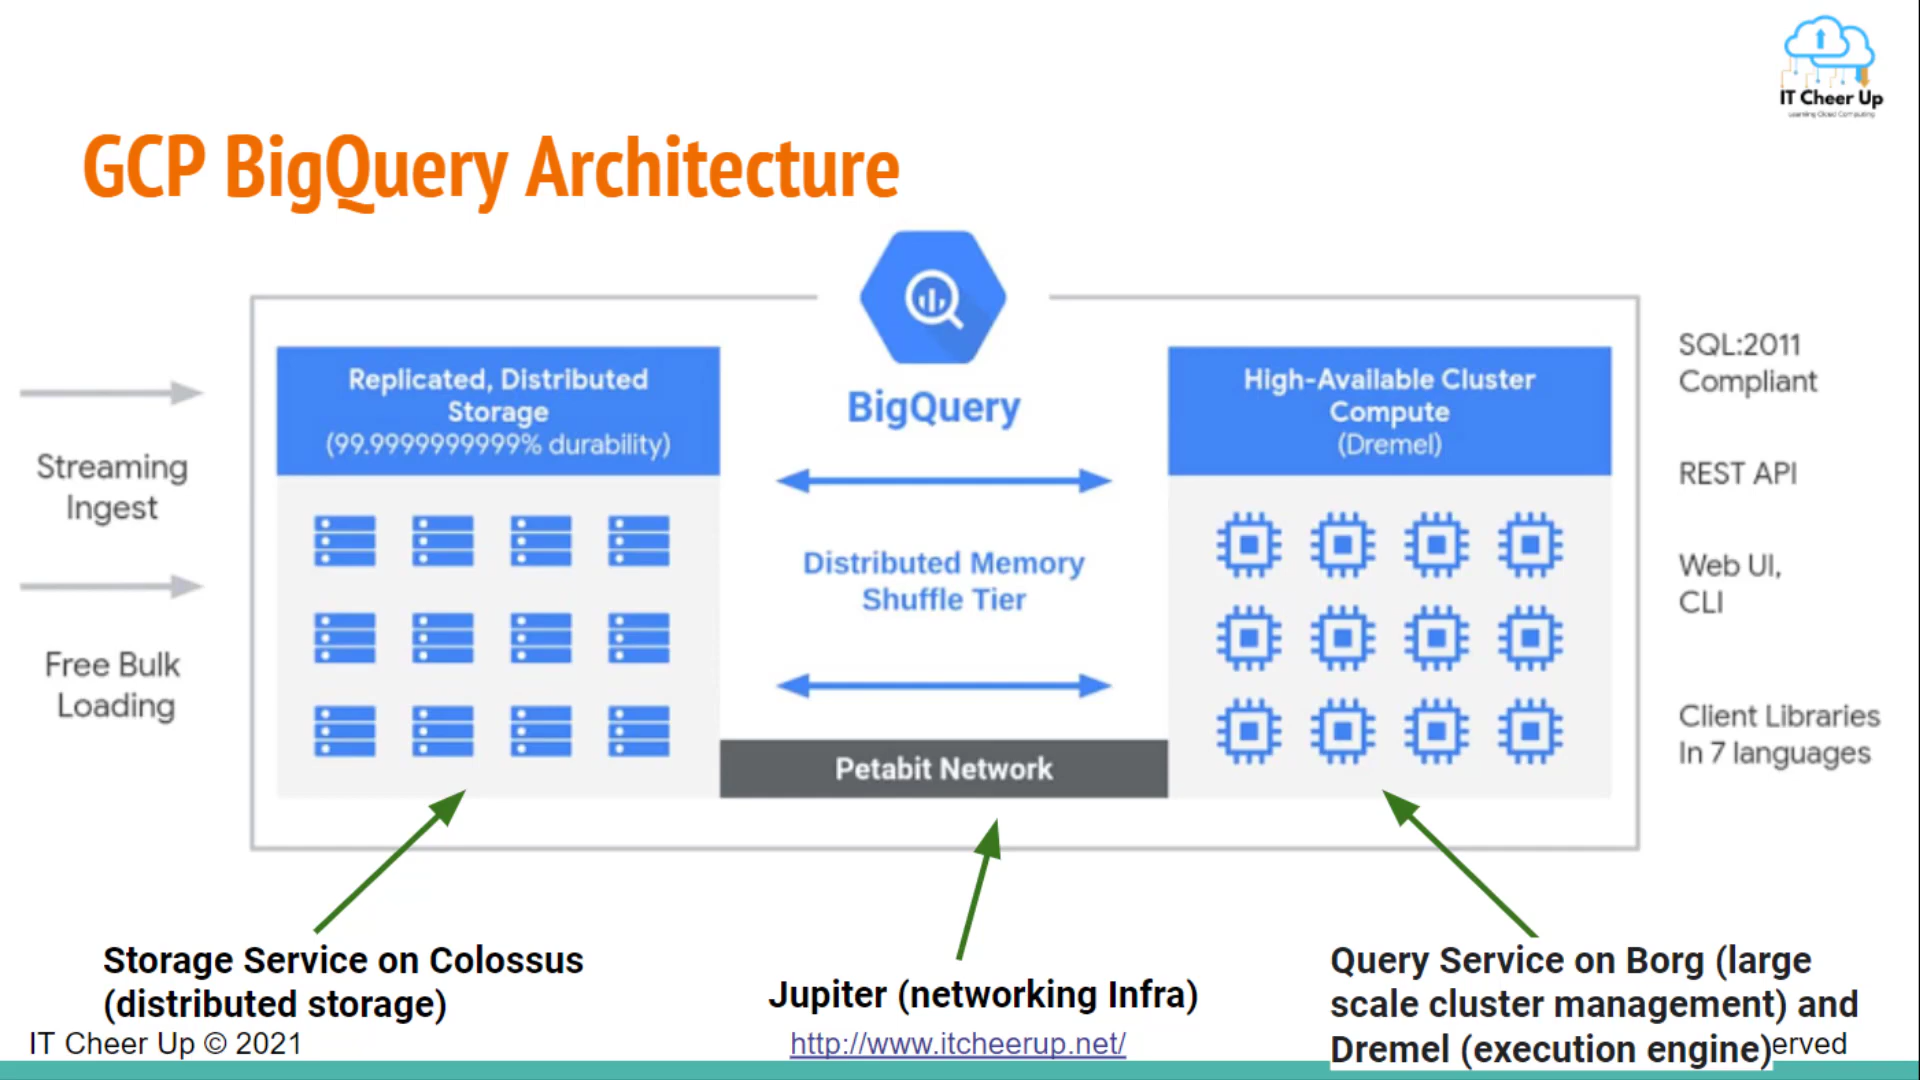 IT Cheer Up
Learning Cloud Computing
GCP BigQuery Architecture
Streaming
Ingest
Free Bulk
Loading
Replicated, Distributed
Storage
(99.9999999999% durability)
BigQuery
Distributed Memory
Shuffle Tier
Petabit Network
High-Available Cluster
Compute
(Dremel)
SQL:2011
Compliant
REST API
Web UI,
CLI
Client Libraries
In 7 languages
Storage Service on Colossus
(distributed storage)
Jupiter (networking Infra)
Query Service on Borg (large
scale cluster management) and
Dremel (execution engine)
IT Cheer Up © 2021
http://www.itcheerup.net/
erved